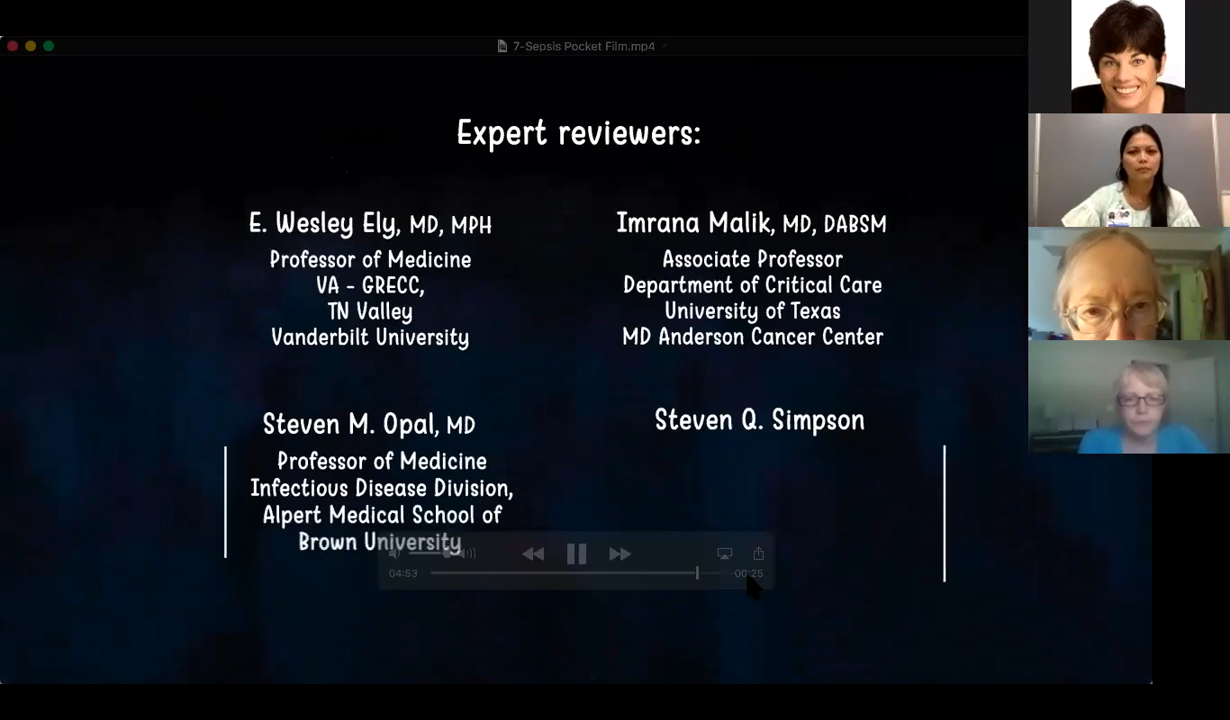 7-Sepsis Pocket Film.mp4
Expert reviewers:
E. Wesley Ely, MD, MPH
Professor of Medicine
VA - GRECC,
TN Valley
Vanderbilt University
Imrana Malik, MD, DABSM
Associate Professor
Department of Critical Care
University of Texas
MD Anderson Cancer Center
Steven M. Opal, MD
Professor of Medicine
Infectious Disease Division,
Alpert Medical School of
Brown University
Steven Q. Simpson
04:53
-00:25